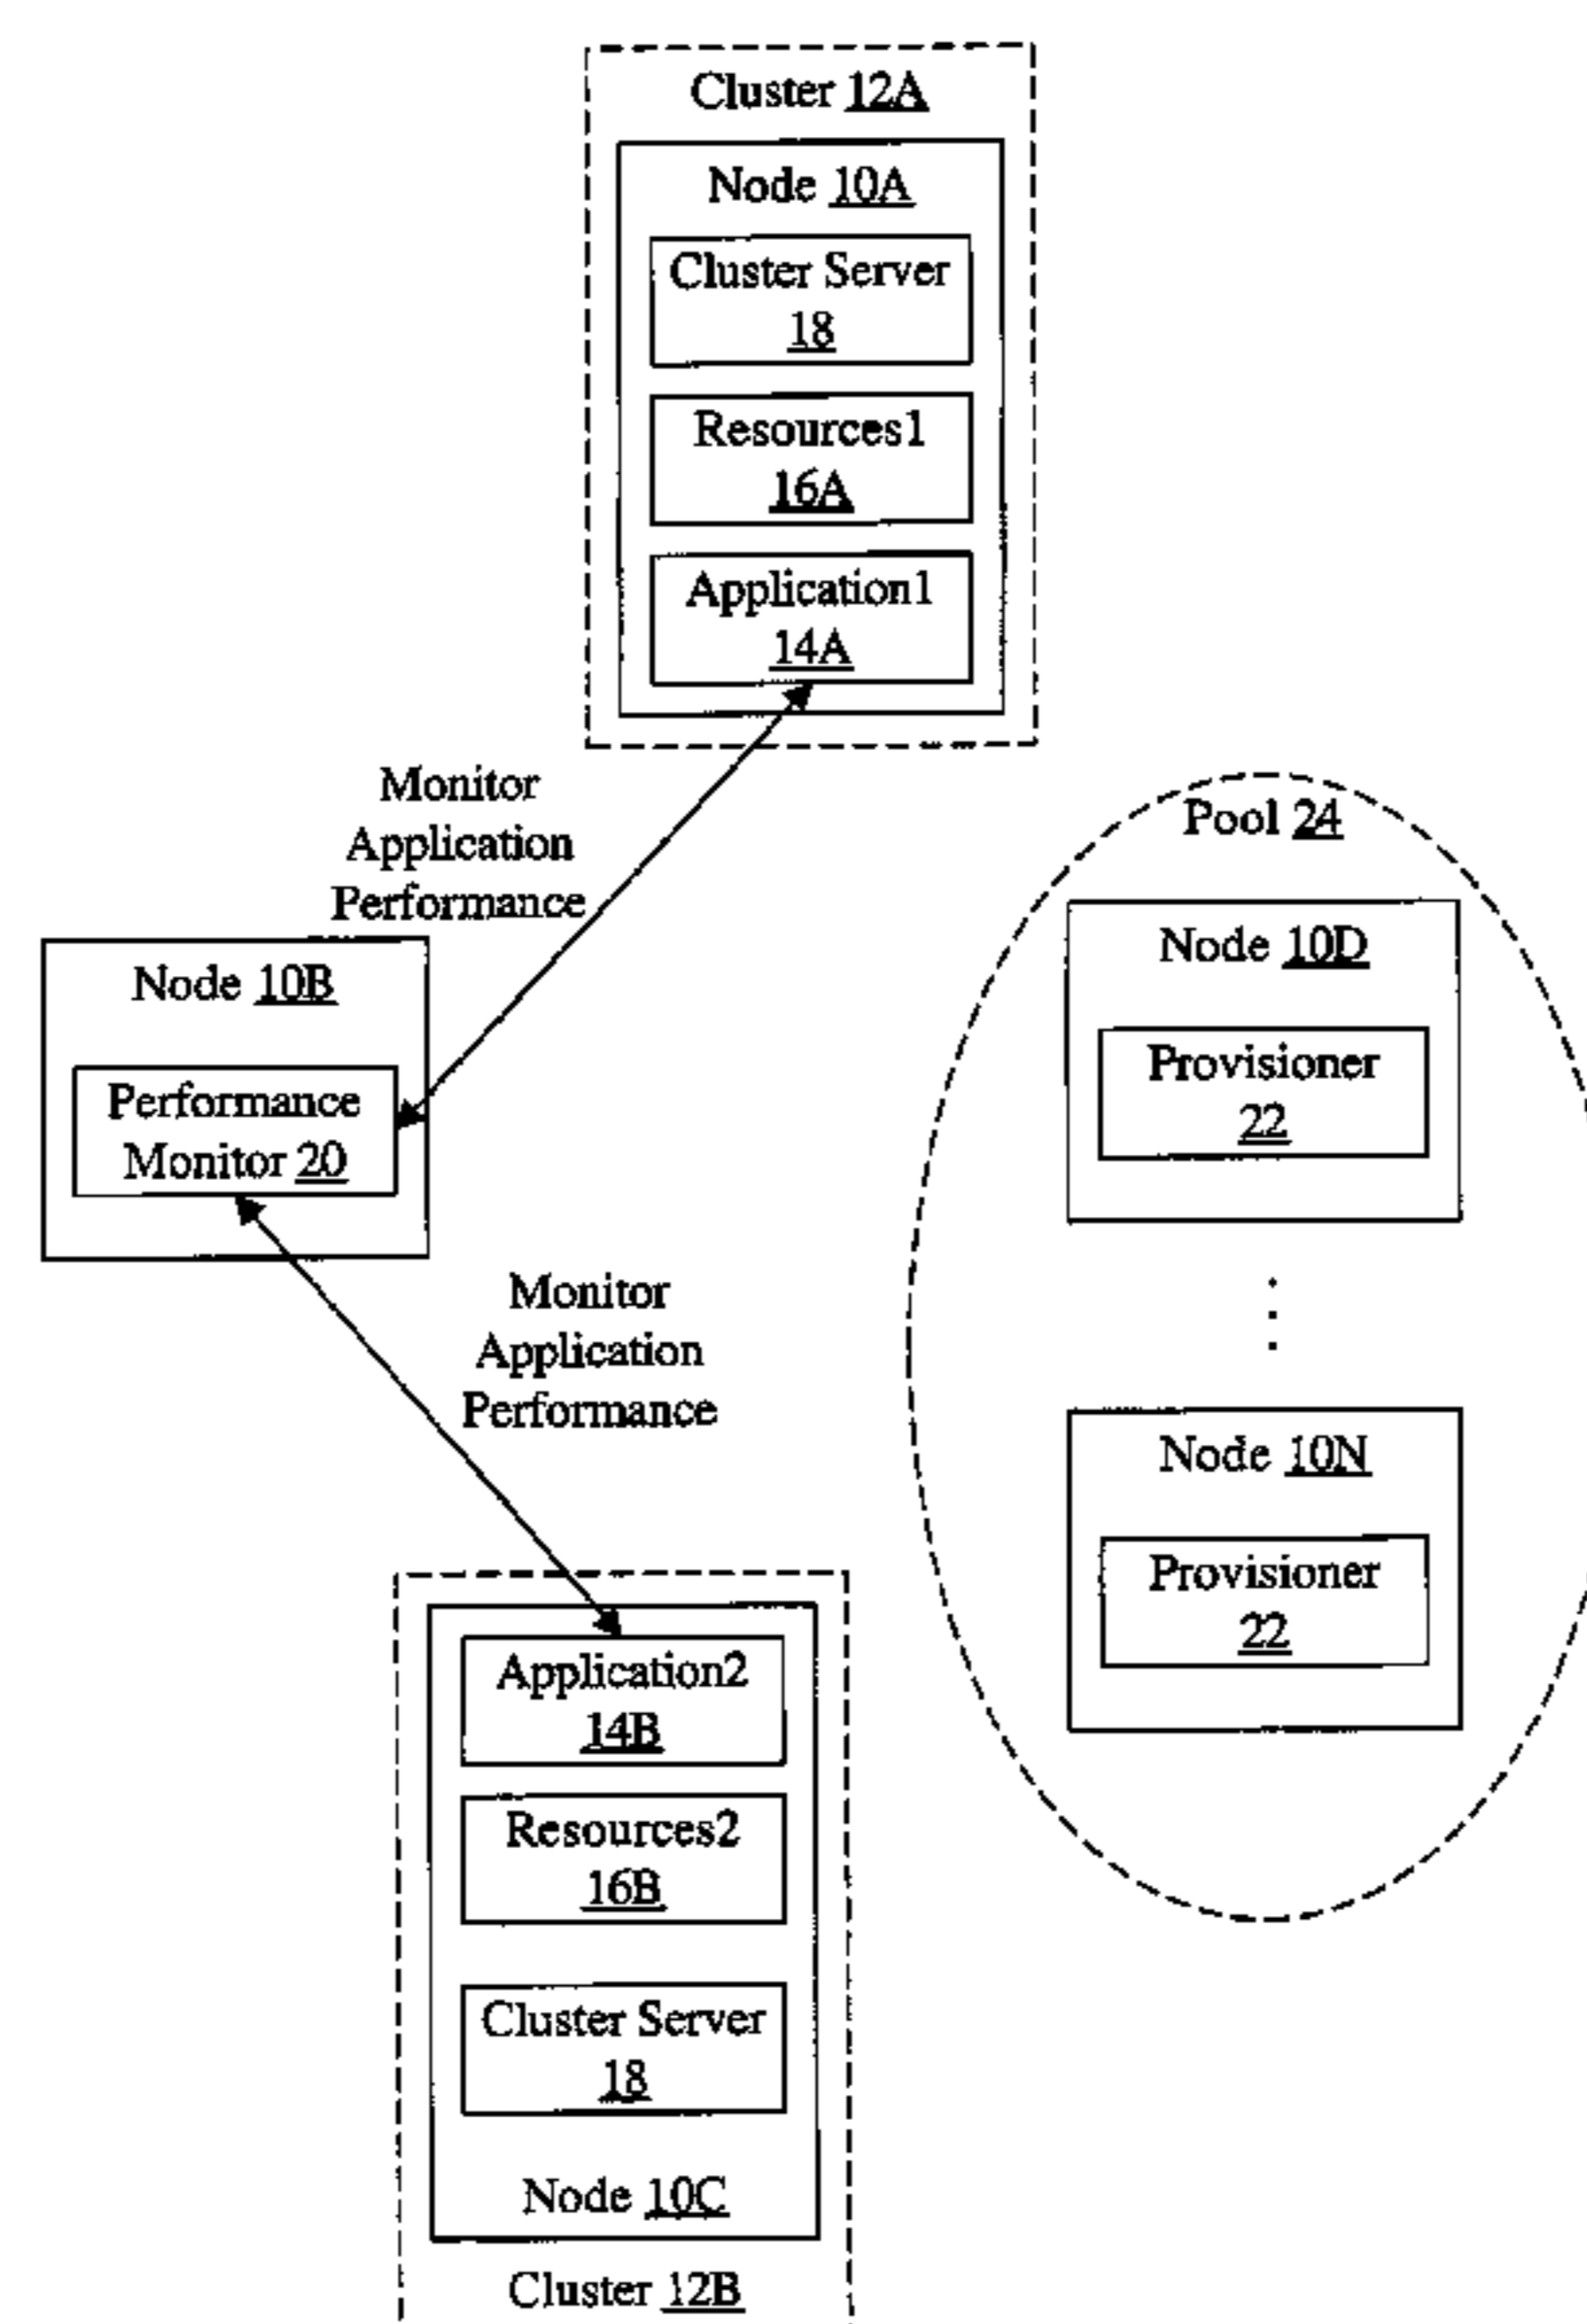 Cluster 12A
Node 10A
Cluster Server
18
Resources1
16A
Application1
14A
Monitor
Application
Performance
Pool 24
Node 10D
Provisioner
22
Node 10B
Performance
Monitor 20
Monitor
Application
Performance
Node 10N
Provisioner
22
Application2
14B
Resources2
16B
Cluster Server
18
Node 10C
Cluster 12B